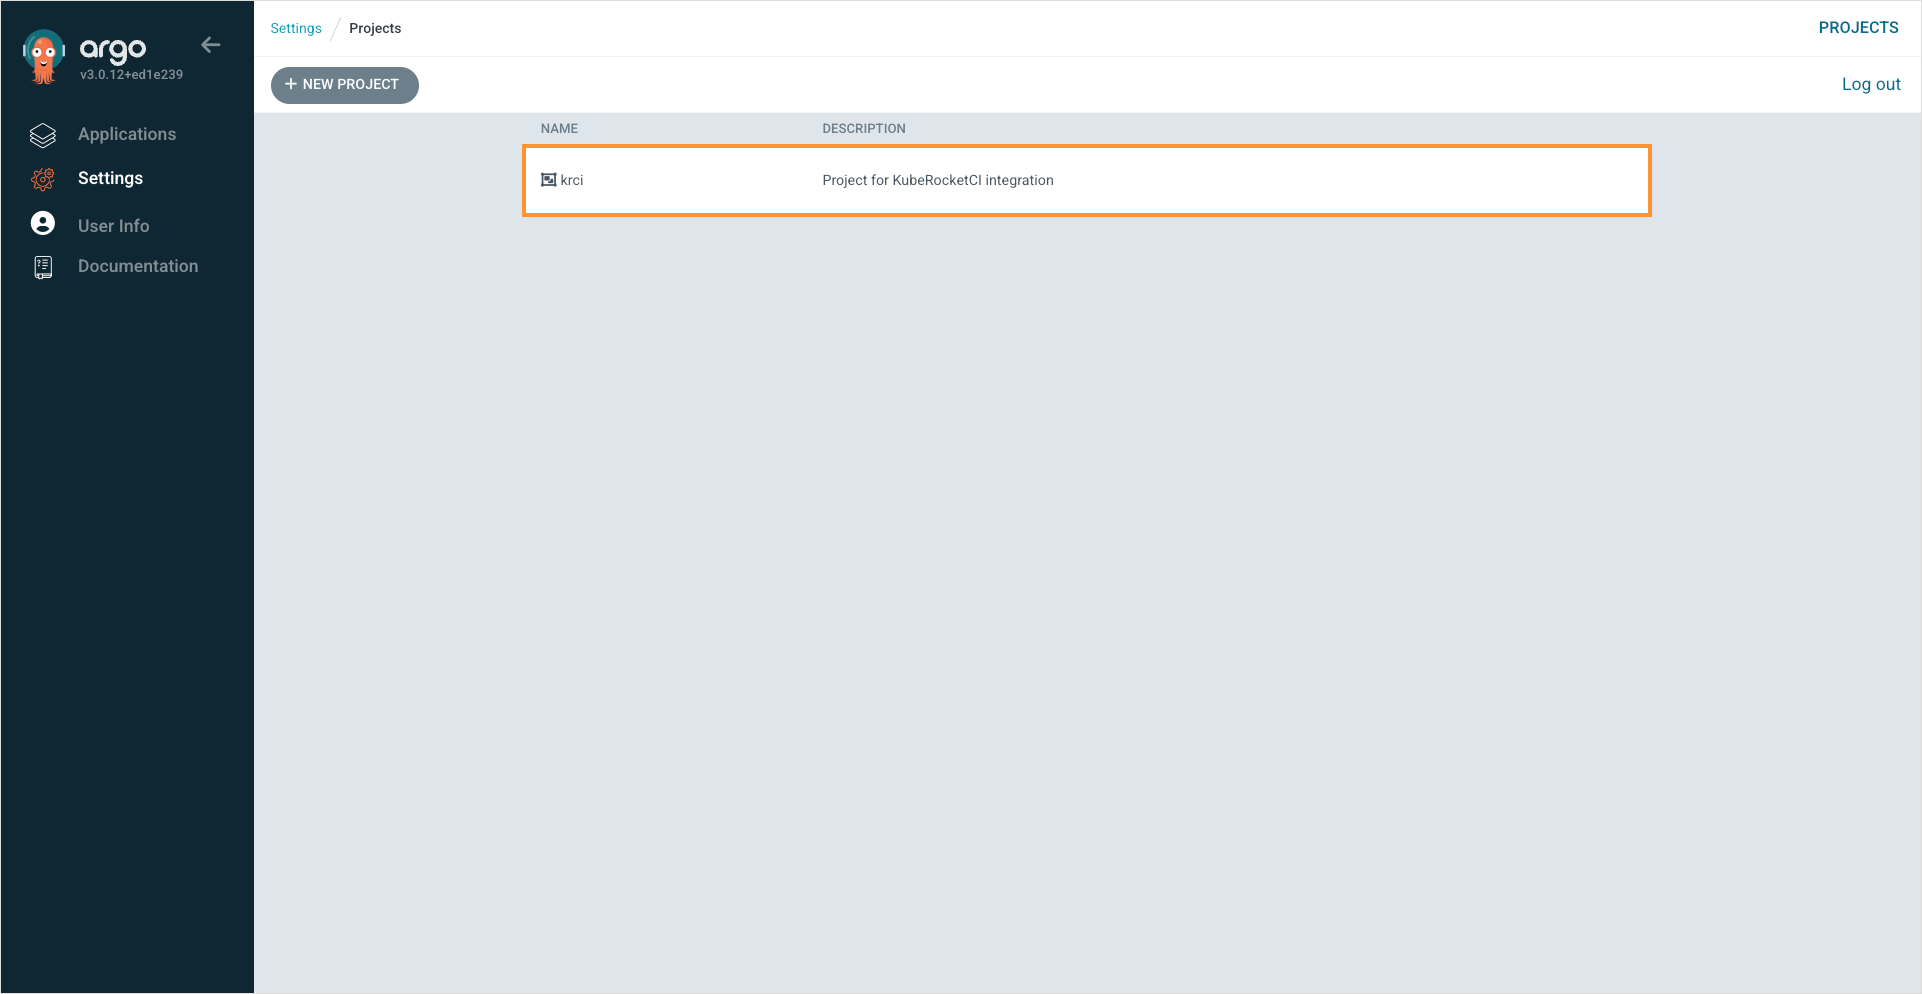 argo
v3.0.12+ed1e239
Applications
Settings
User Info
Documentation
Settings / Projects
PROJECTS
+ NEW PROJECT
Log out
NAME DESCRIPTION
krci Project for KubeRocketCI integration